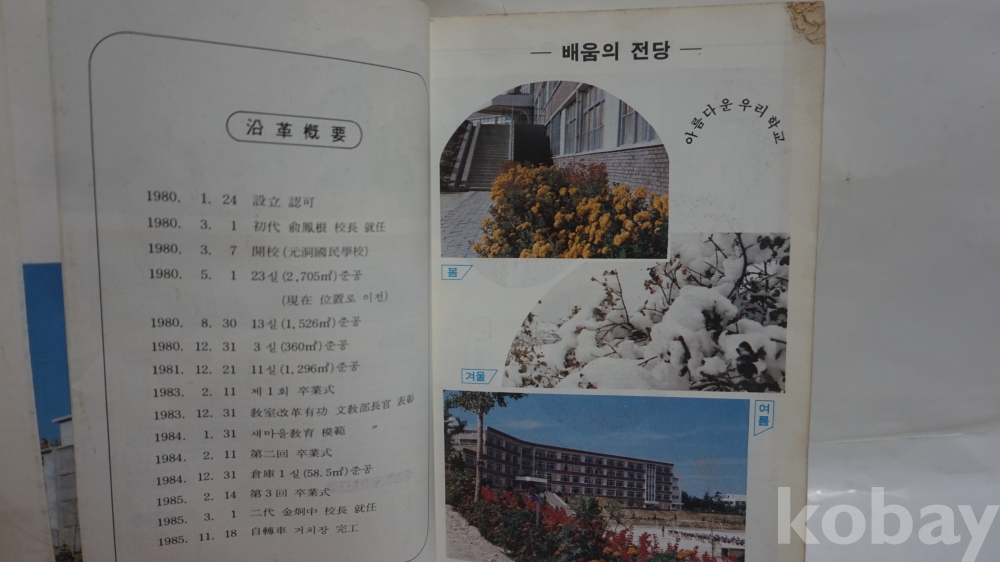 沿革概要
1980. 1. 24 設立 認可
1980. 3. 1 初代 兪鳳根 校長 就任
1980. 3. 7 開校(元洞國民學校)
1980. 5. 1 23실(2,705㎡)준공
(現在 位置로 이전)
1980. 8. 30 13실(1,526㎡)준공
1980. 12. 31 3실(360㎡)준공
1981. 12. 21 11실(1,296㎡)준공
1983. 2. 11 제1회 卒業式
1983. 12. 31 敎室改革有功 文敎部長官 表彰
1984. 1. 31 새마을敎育 模範
1984. 2. 11 第二回 卒業式
1984. 12. 31 倉庫1실(58.5㎡)준공
1985. 2. 14 第3回 卒業式
1985. 3. 1 二代 金炯中 校長 就任
1985. 11. 18 自轉車 거치장 完工
— 배움의 전당 —
아름다운 우리학교
봄
겨울
여름
kobay